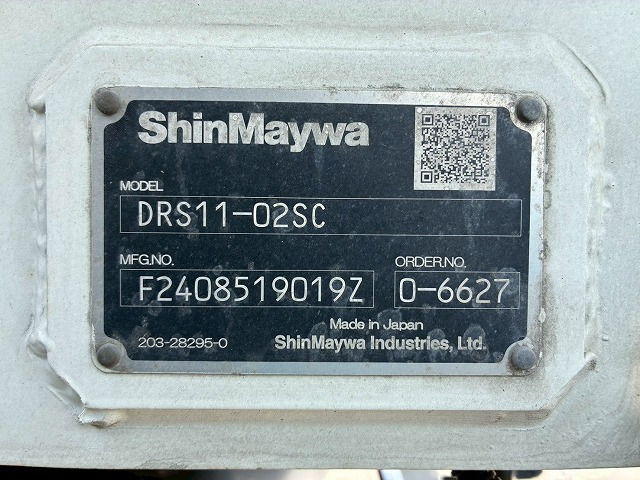 ShinMaywa
MODEL
DRS11-02SC
MFG.NO. ORDER.NO.
F2408519019Z 0-6627
Made in Japan
203-28295-0 ShinMaywa Industries, Ltd.